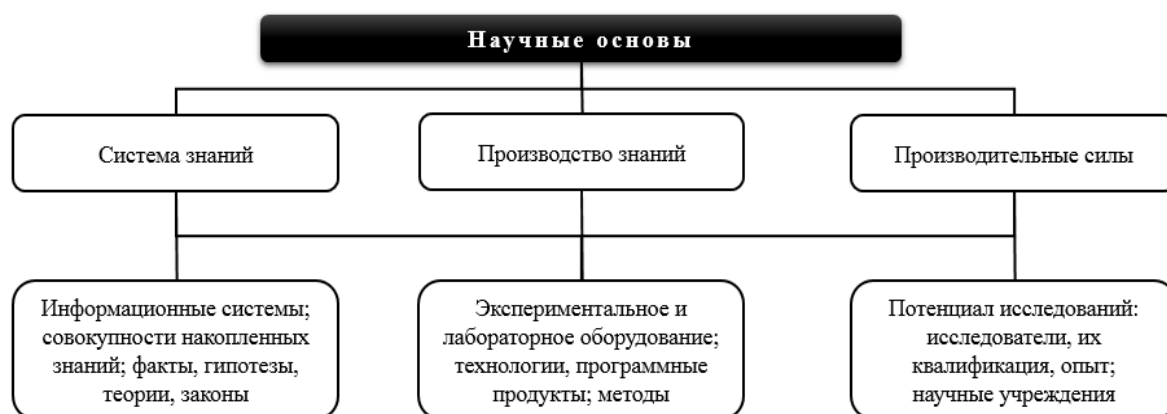 Научные основы
Система знаний
Производство знаний
Производительные силы
Информационные системы;
совокупности накопленных
знаний; факты, гипотезы,
теории, законы
Экспериментальное и
лабораторное оборудование;
технологии, программные
продукты; методы
Потенциал исследований:
исследователи, их
квалификация, опыт;
научные учреждения